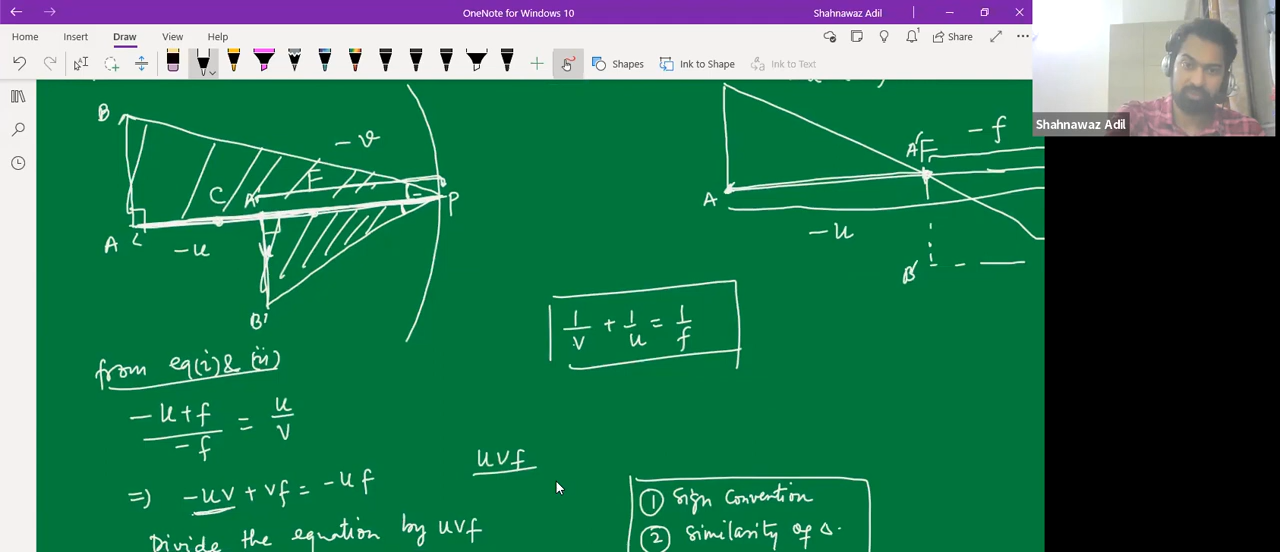 OneNote for Windows 10
Shahnawaz Adil
Home Insert Draw View Help
Share
Shapes Ink to Shape Ink to Text
Shahnawaz Adil
B
-v
C A' F
P
A
-u
B'
A' F
-f
A
-u
B'
1/v + 1/u = 1/f
from eq(i) & (ii)
(-u+f)/(-f) = u/v
⇒ -uv + vf = -uf
Divide the equation by uvf
uvf
① Sign Convention
② Similarity of Δ.